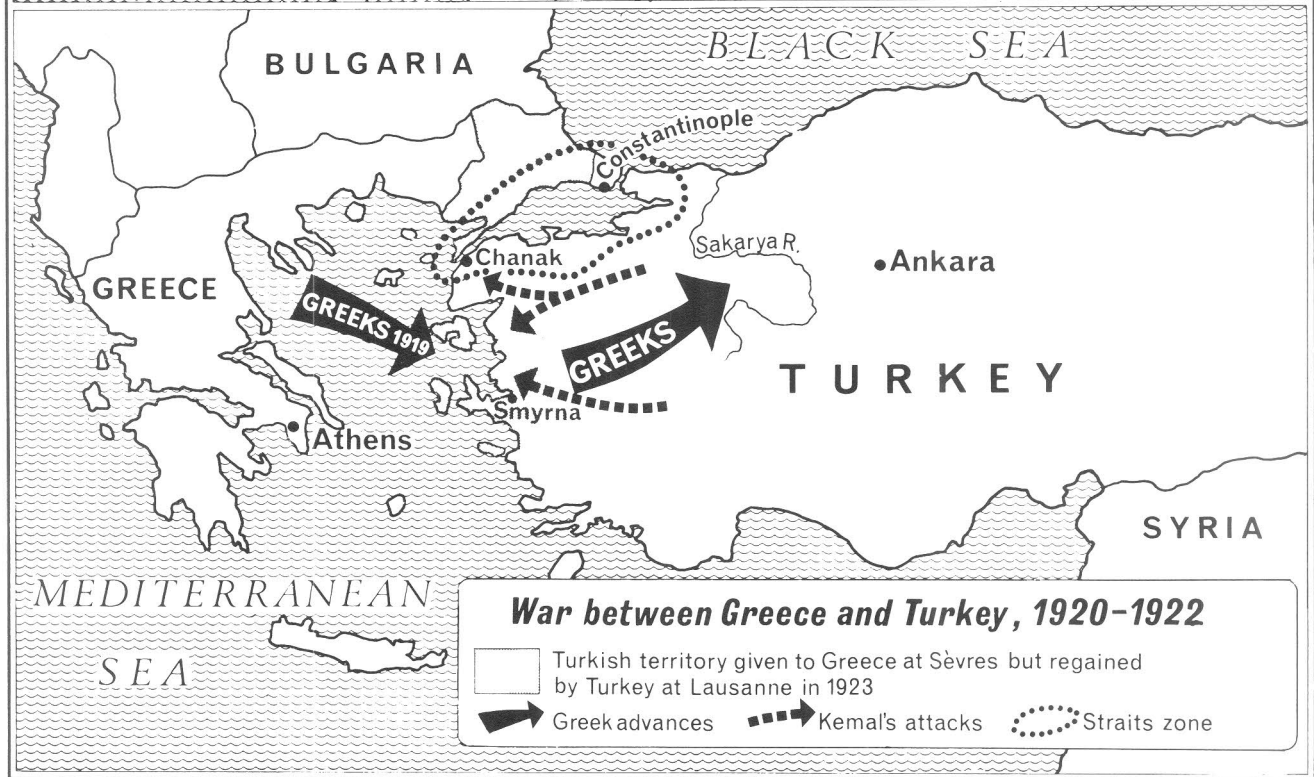 BLACK SEA
BULGARIA
Constantinople
Sakarya R.
Chanak
Ankara
GREECE
GREEKS 1919
GREEKS
TURKEY
Smyrna
Athens
SYRIA
MEDITERRANEAN
SEA
War between Greece and Turkey, 1920-1922
Turkish territory given to Greece at Sèvres but regained
by Turkey at Lausanne in 1923
Greek advances
Kemal's attacks
Straits zone